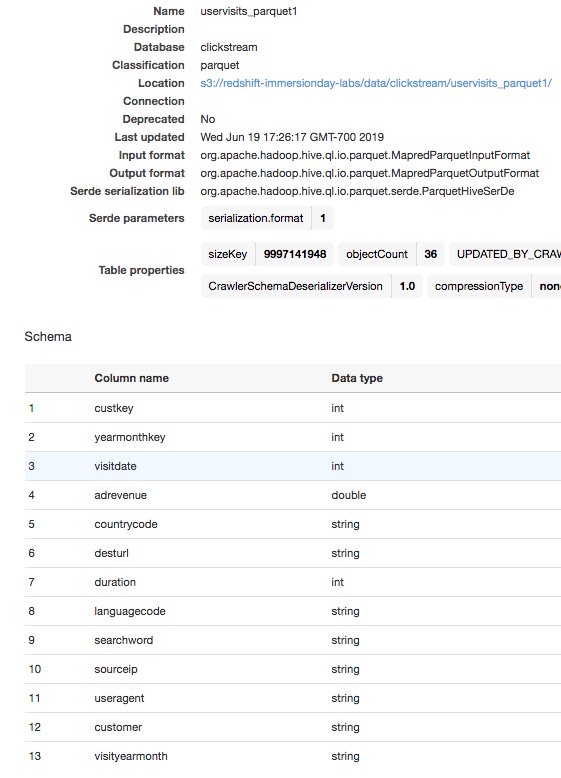 Name uservisits_parquet1
Description
Database clickstream
Classification parquet
Location s3://redshift-immersionday-labs/data/clickstream/uservisits_parquet1/
Connection
Deprecated No
Last updated Wed Jun 19 17:26:17 GMT-700 2019
Input format org.apache.hadoop.hive.ql.io.parquet.MapredParquetInputFormat
Output format org.apache.hadoop.hive.ql.io.parquet.MapredParquetOutputFormat
Serde serialization lib org.apache.hadoop.hive.ql.io.parquet.serde.ParquetHiveSerDe
Serde parameters serialization.format 1
sizeKey 9997141948 objectCount 36 UPDATED_BY_CRAW
Table properties
CrawlerSchemaDeserializerVersion 1.0 compressionType non
Schema
Column name Data type
1 custkey int
2 yearmonthkey int
3 visitdate int
4 adrevenue double
5 countrycode string
6 desturl string
7 duration int
8 languagecode string
9 searchword string
10 sourceip string
11 useragent string
12 customer string
13 visityearmonth string